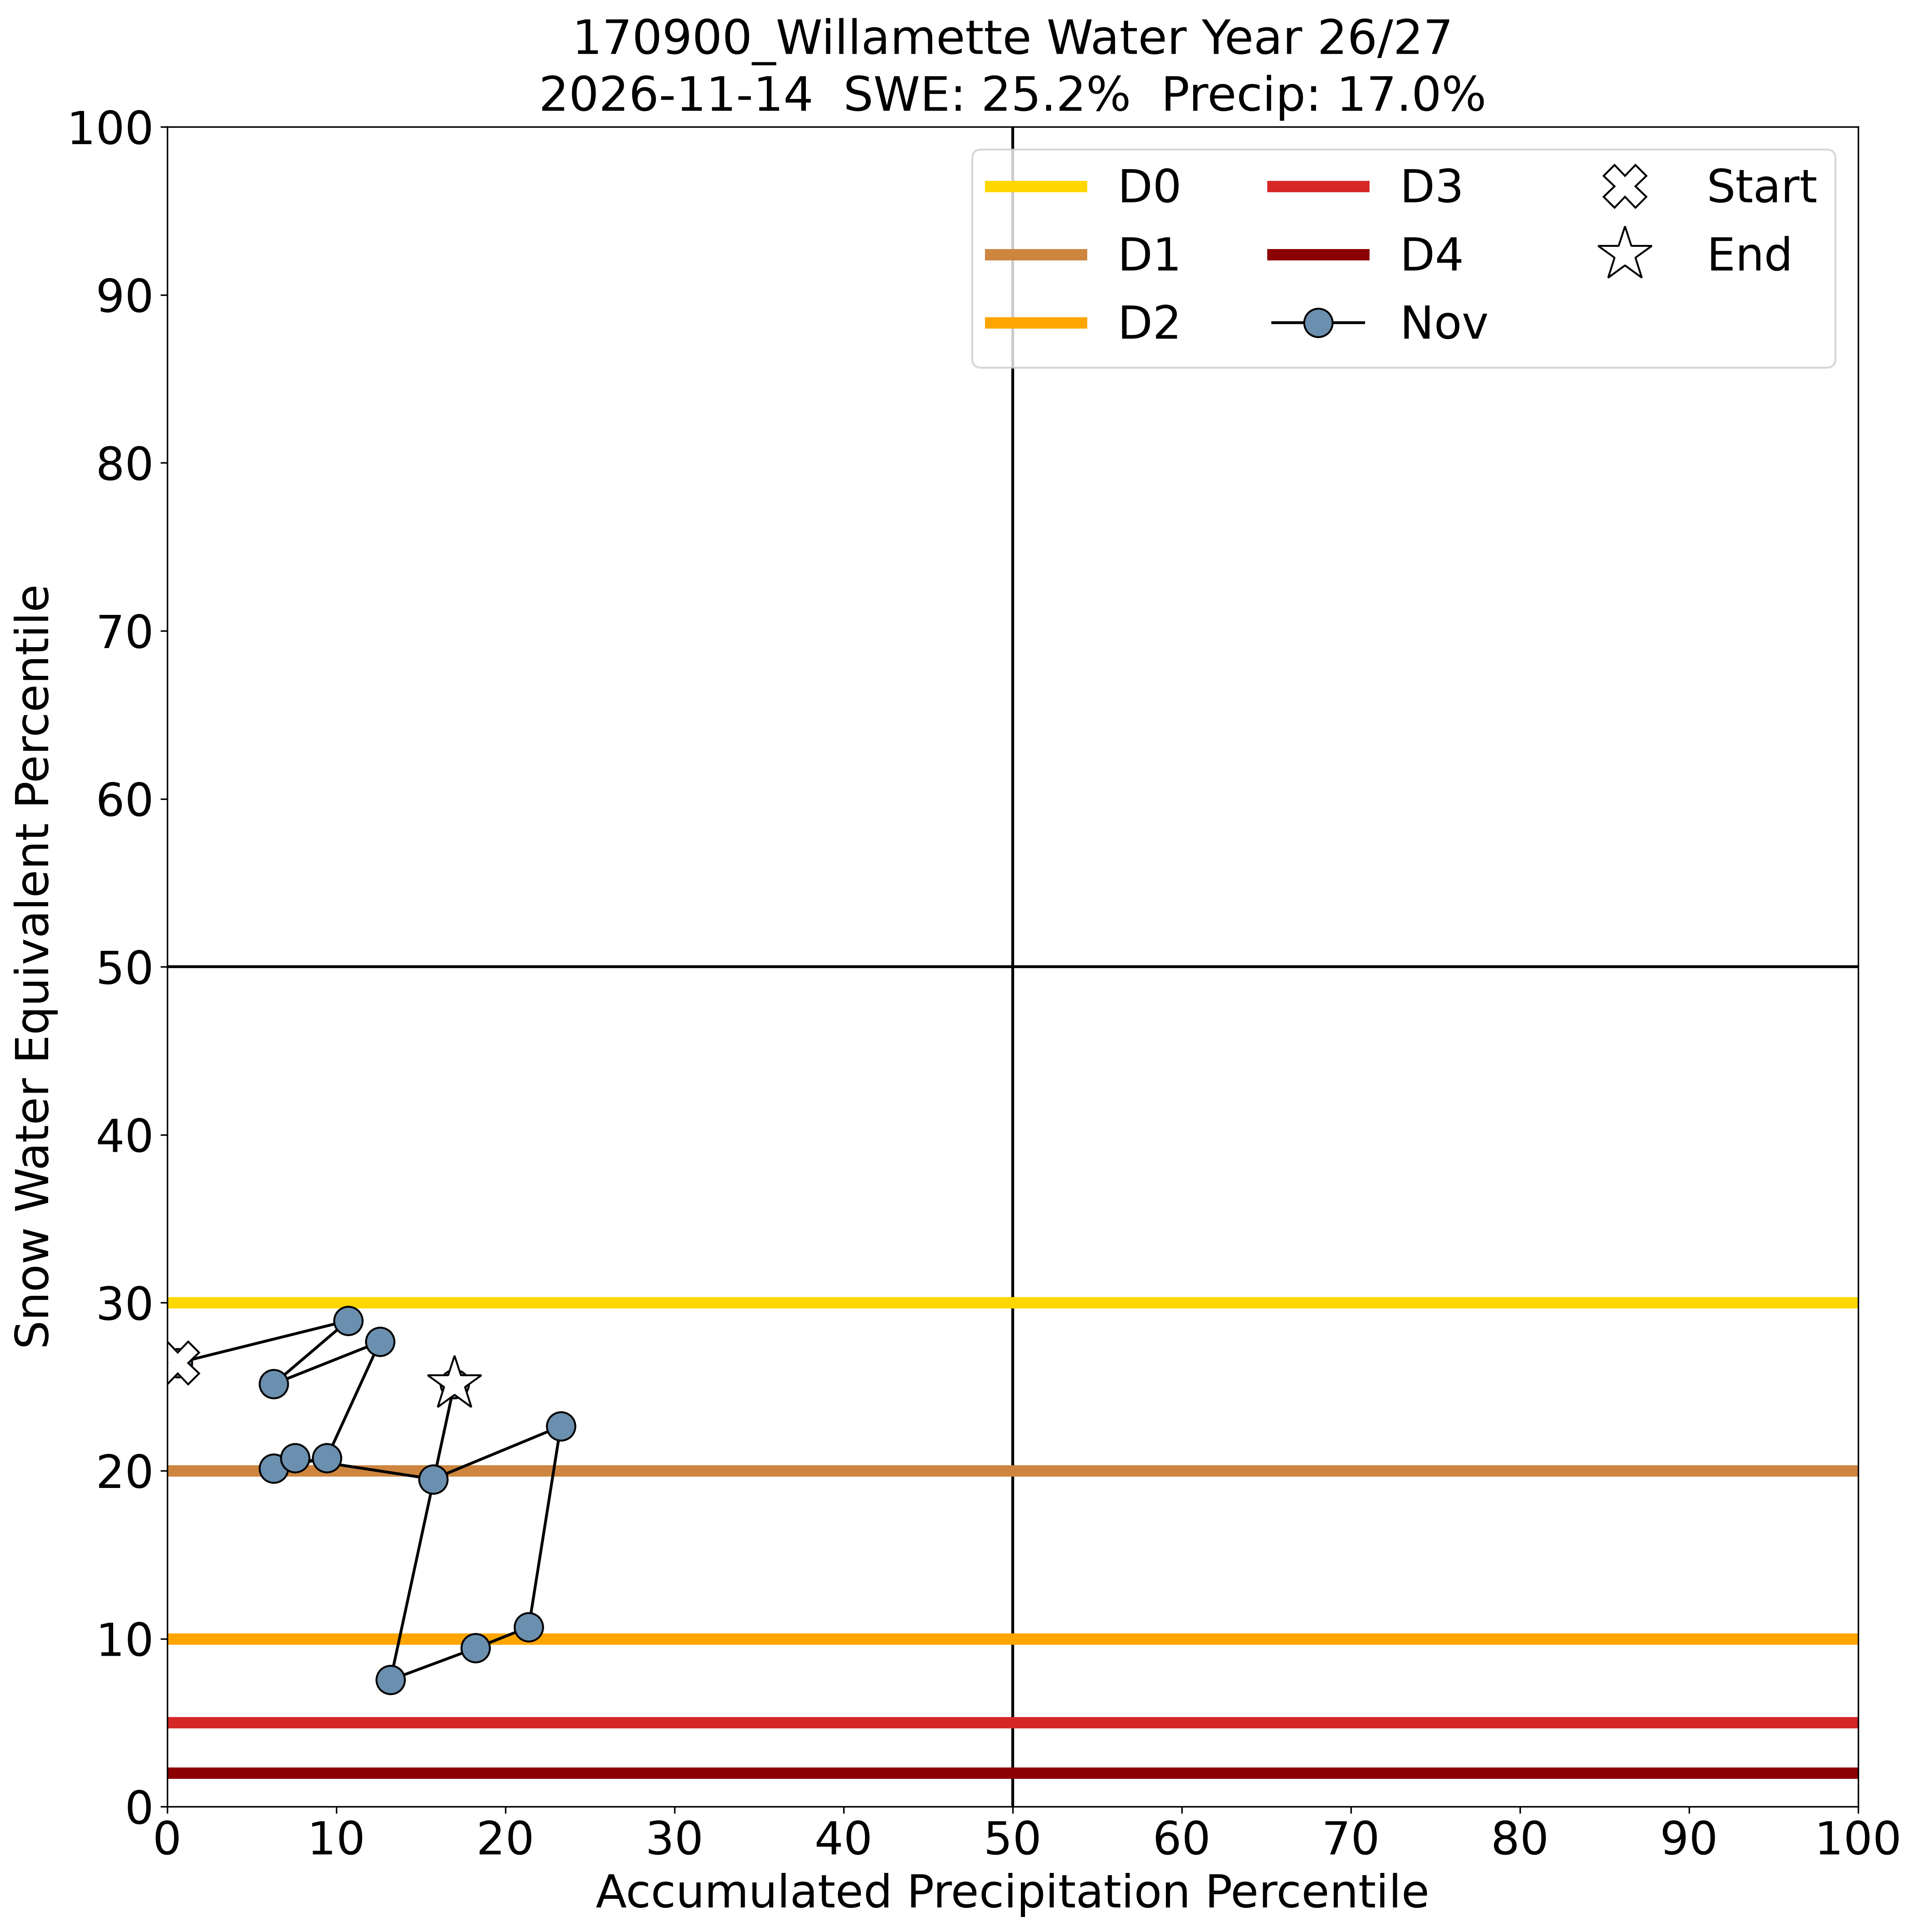 170900_Willamette Water Year 26/27
2026-11-14  SWE: 25.2%  Precip: 17.0%
100
90
80
70
60
50
40
30
20
10
0
Snow Water Equivalent Percentile
D0
D1
D2
D3
D4
Nov
Start
End
0 10 20 30 40 50 60 70 80 90 100
Accumulated Precipitation Percentile